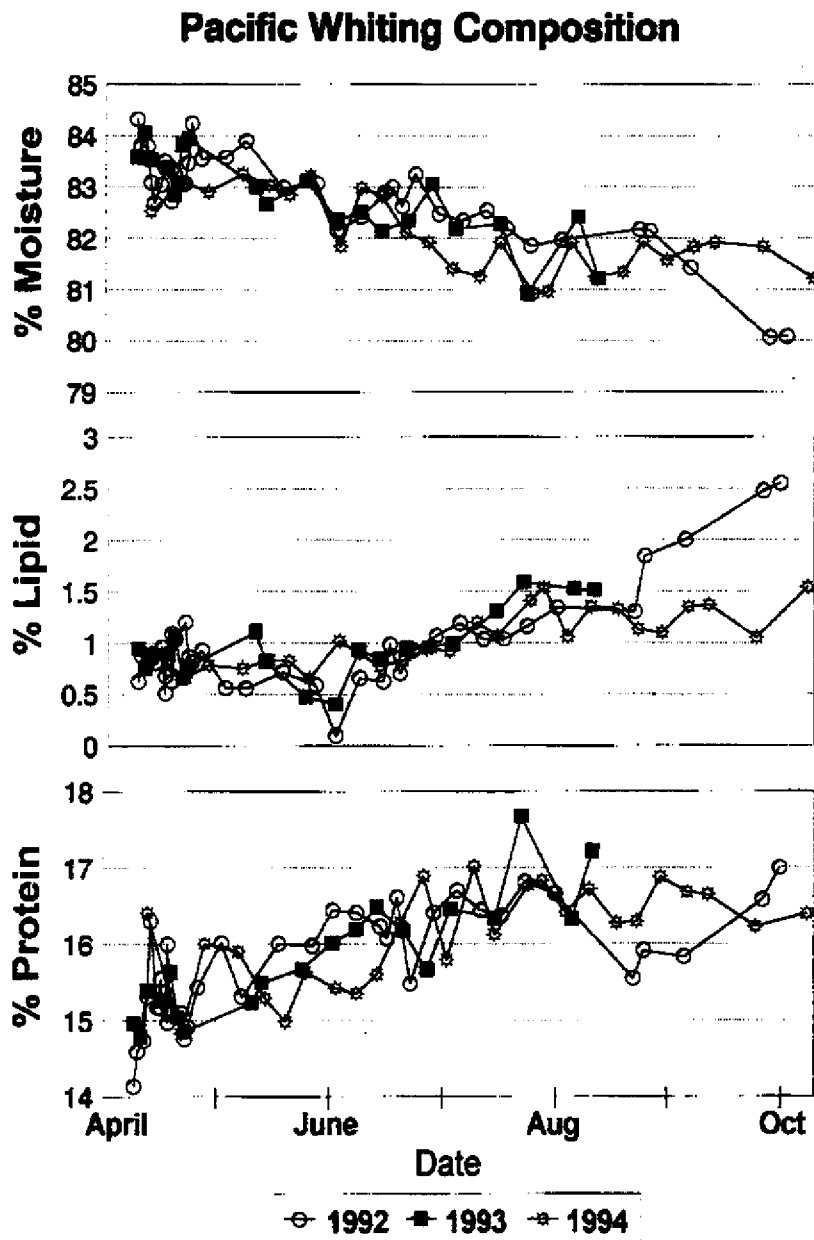 Pacific Whiting Composition
85
84
83
82
81
80
79
% Moisture
3
2.5
2
1.5
1
0.5
0
% Lipid
18
17
16
15
14
% Protein
April June Aug Oct
Date
1992 1993 1994